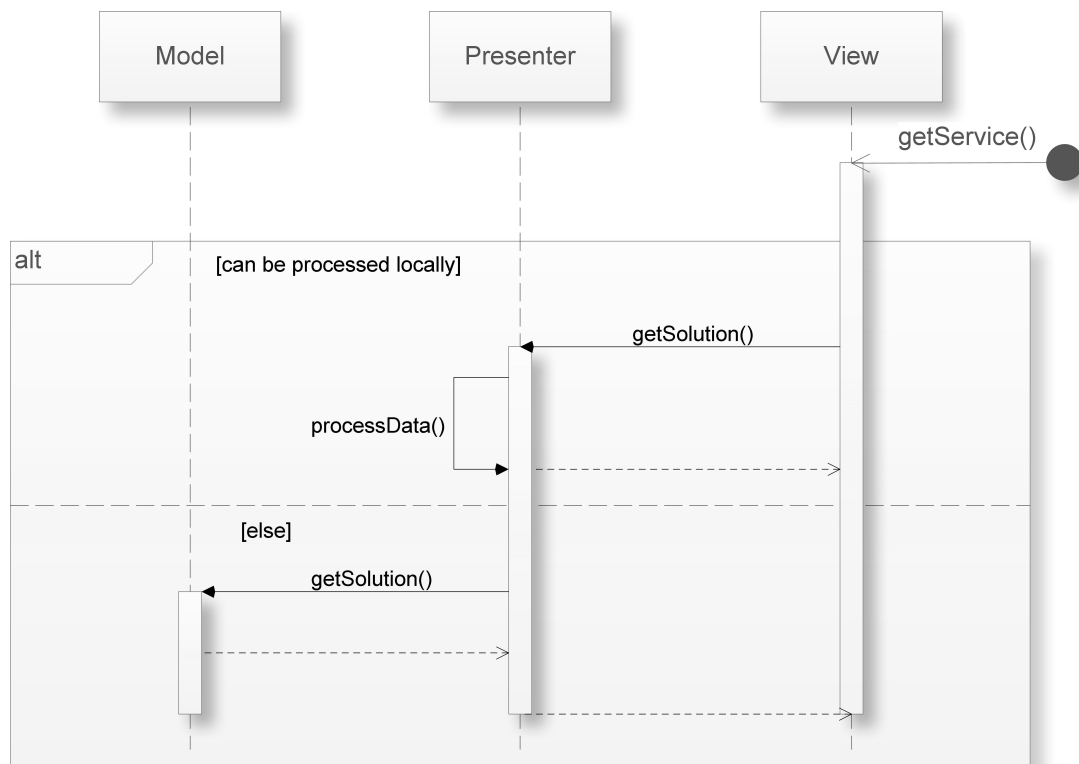 Model
Presenter
View
getService()
alt
[can be processed locally]
getSolution()
processData()
[else]
getSolution()